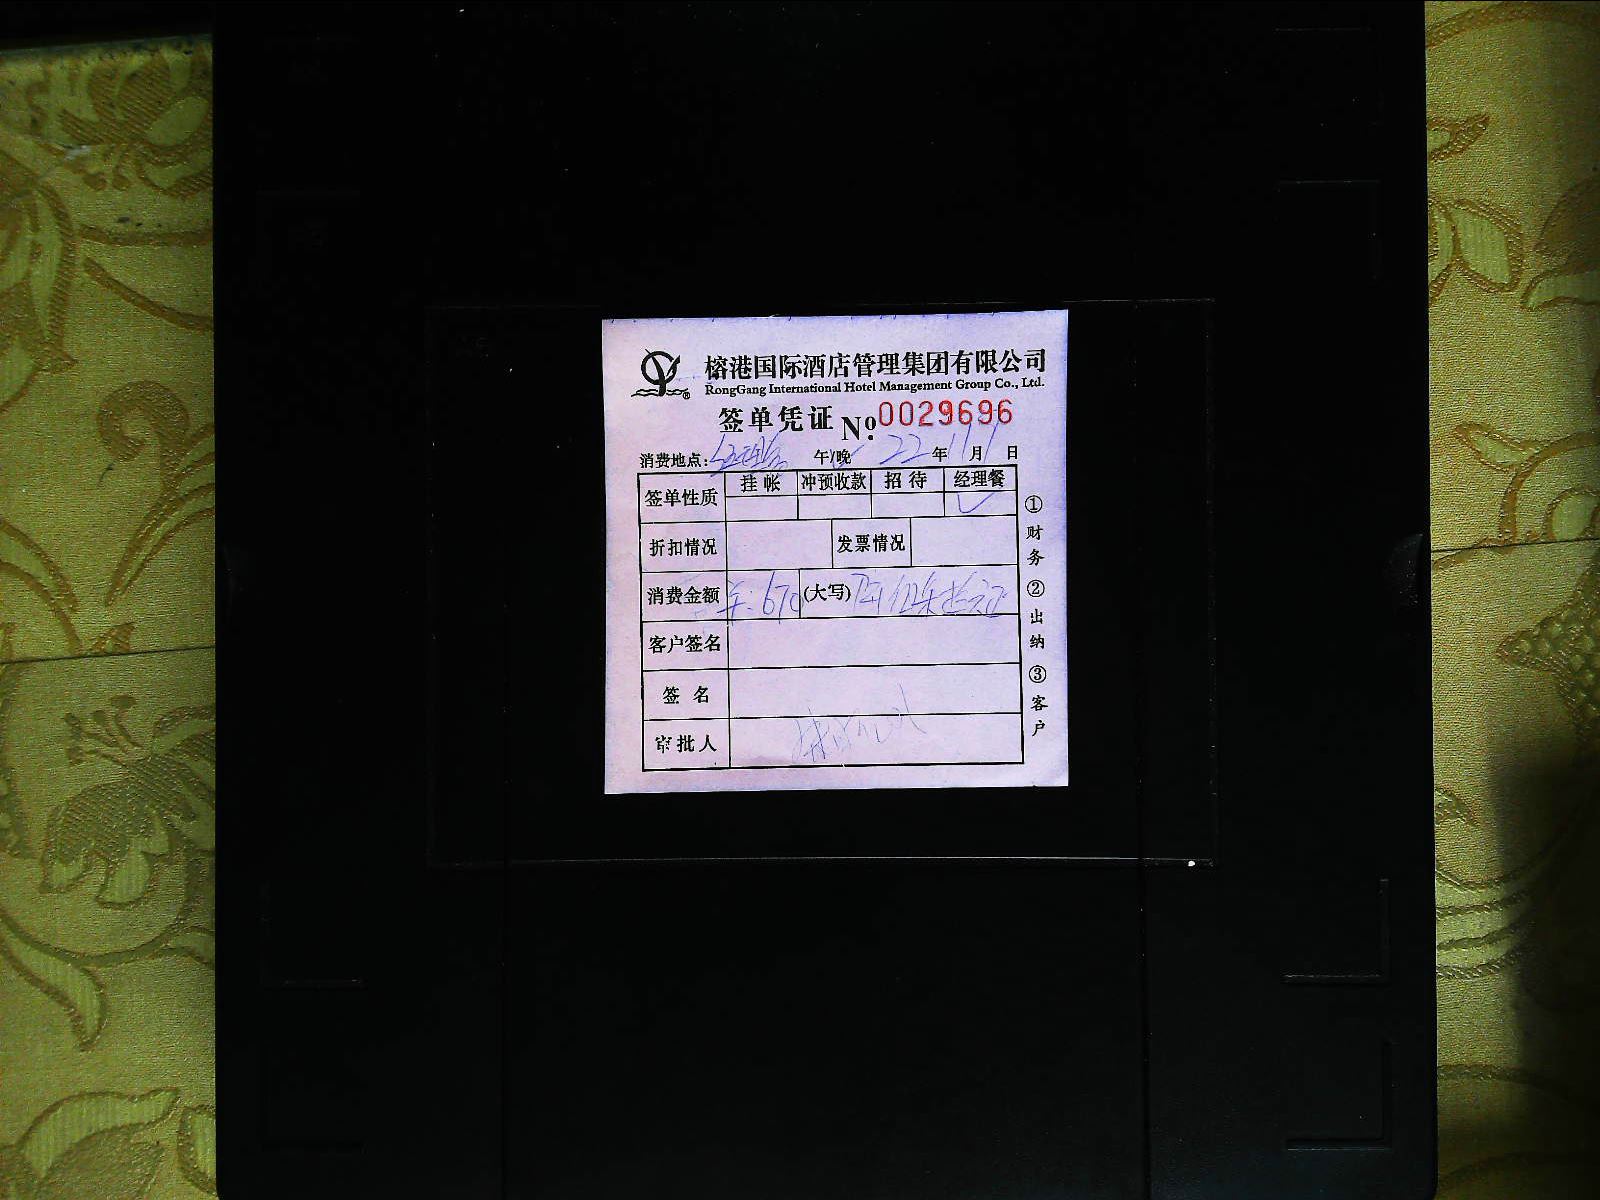 榕港国际酒店管理集团有限公司
RongGang International Hotel Management Group Co., Ltd.
签单凭证 No. 0029696
消费地点: 午/晚 22 年 11 月 1 日
签单性质 挂帐 冲预收款 招待 经理餐
折扣情况 发票情况
消费金额 ¥: 670 (大写)
客户签名
签名
审批人
①财务 ②出纳 ③客户